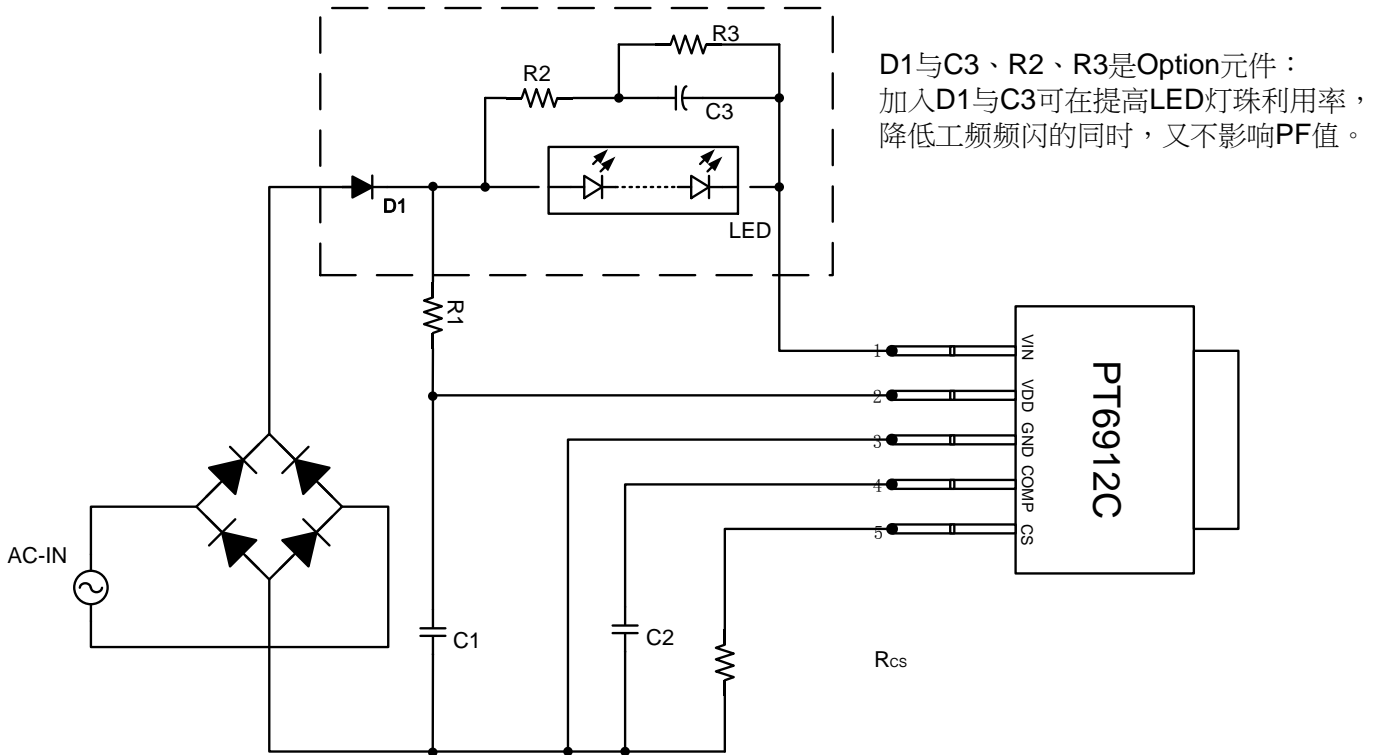 R3
R2
C3
D1与C3、R2、R3是Option元件：
加入D1与C3可在提高LED灯珠利用率，
降低工频频闪的同时，又不影响PF值。
D1
LED
R1
1
VIN
2
VDD
3
GND
4
COMP
5
CS
PT6912C
AC-IN
C1
C2
Rcs